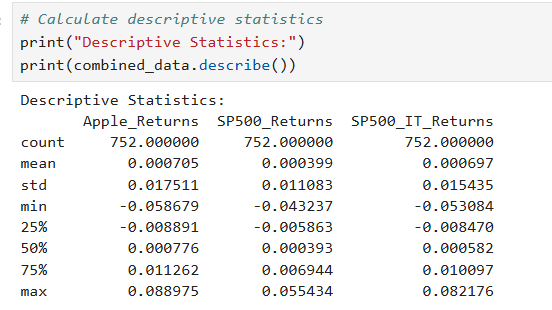 # Calculate descriptive statistics
print("Descriptive Statistics:")
print(combined_data.describe())
Descriptive Statistics:
Apple_Returns SP500_Returns SP500_IT_Returns
count 752.000000 752.000000 752.000000
mean 0.000705 0.000399 0.000697
std 0.017511 0.011083 0.015435
min -0.058679 -0.043237 -0.053084
25% -0.008891 -0.005863 -0.008470
50% 0.000776 0.000393 0.000582
75% 0.011262 0.006944 0.010097
max 0.088975 0.055434 0.082176